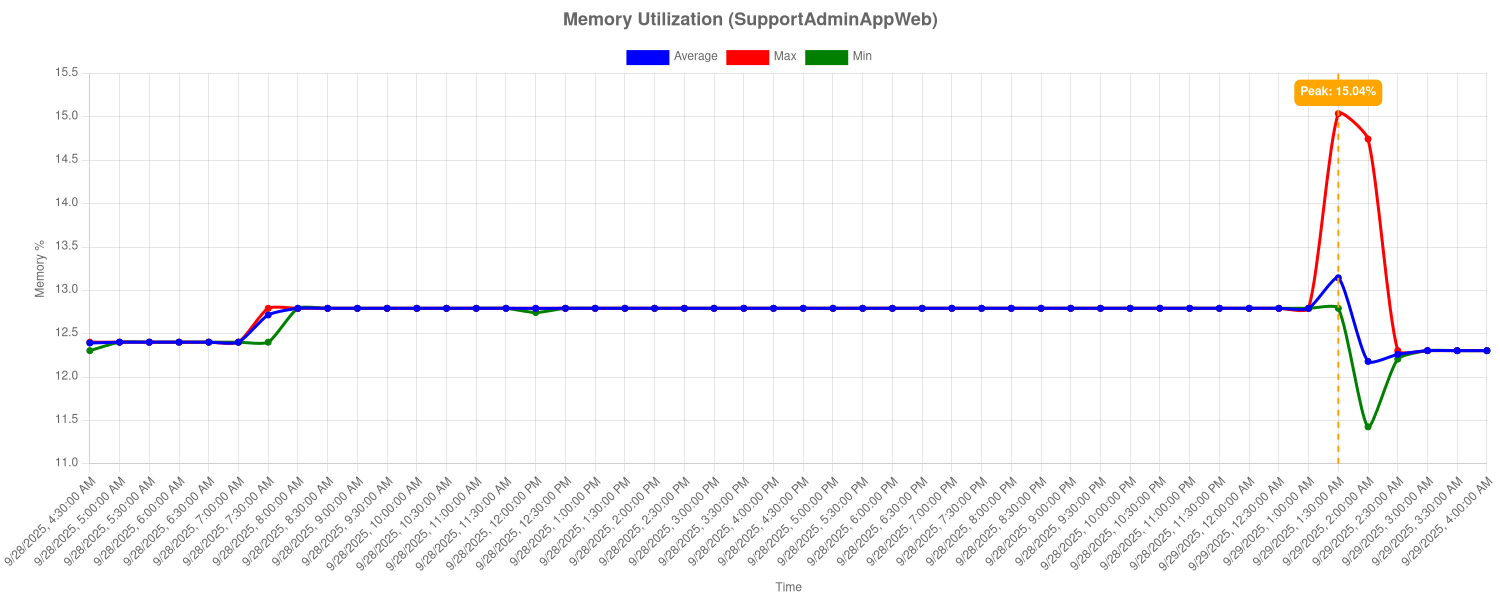 Memory Utilization (SupportAdminAppWeb)
Average Max Min
Peak: 15.04%
15.5
15.0
14.5
14.0
13.5
13.0
12.5
12.0
11.5
11.0
Memory %
9/28/2025, 4:30:00 AM
9/28/2025, 5:00:00 AM
9/28/2025, 5:30:00 AM
9/28/2025, 6:00:00 AM
9/28/2025, 6:30:00 AM
9/28/2025, 7:00:00 AM
9/28/2025, 7:30:00 AM
9/28/2025, 8:00:00 AM
9/28/2025, 8:30:00 AM
9/28/2025, 9:00:00 AM
9/28/2025, 9:30:00 AM
9/28/2025, 10:00:00 AM
9/28/2025, 10:30:00 AM
9/28/2025, 11:00:00 AM
9/28/2025, 11:30:00 AM
9/28/2025, 12:00:00 PM
9/28/2025, 12:30:00 PM
9/28/2025, 1:00:00 PM
9/28/2025, 1:30:00 PM
9/28/2025, 2:00:00 PM
9/28/2025, 2:30:00 PM
9/28/2025, 3:00:00 PM
9/28/2025, 3:30:00 PM
9/28/2025, 4:00:00 PM
9/28/2025, 4:30:00 PM
9/28/2025, 5:00:00 PM
9/28/2025, 5:30:00 PM
9/28/2025, 6:00:00 PM
9/28/2025, 6:30:00 PM
9/28/2025, 7:00:00 PM
9/28/2025, 7:30:00 PM
9/28/2025, 8:00:00 PM
9/28/2025, 8:30:00 PM
9/28/2025, 9:00:00 PM
9/28/2025, 9:30:00 PM
9/28/2025, 10:00:00 PM
9/28/2025, 10:30:00 PM
9/28/2025, 11:00:00 PM
9/28/2025, 11:30:00 PM
9/29/2025, 12:00:00 AM
9/29/2025, 12:30:00 AM
9/29/2025, 1:00:00 AM
9/29/2025, 1:30:00 AM
9/29/2025, 2:00:00 AM
9/29/2025, 2:30:00 AM
9/29/2025, 3:00:00 AM
9/29/2025, 3:30:00 AM
9/29/2025, 4:00:00 AM
Time